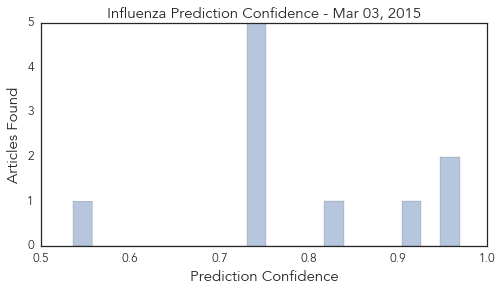 Influenza Prediction Confidence - Mar 03, 2015
Articles Found
5
4
3
2
1
0
0.5 0.6 0.7 0.8 0.9 1.0
Prediction Confidence